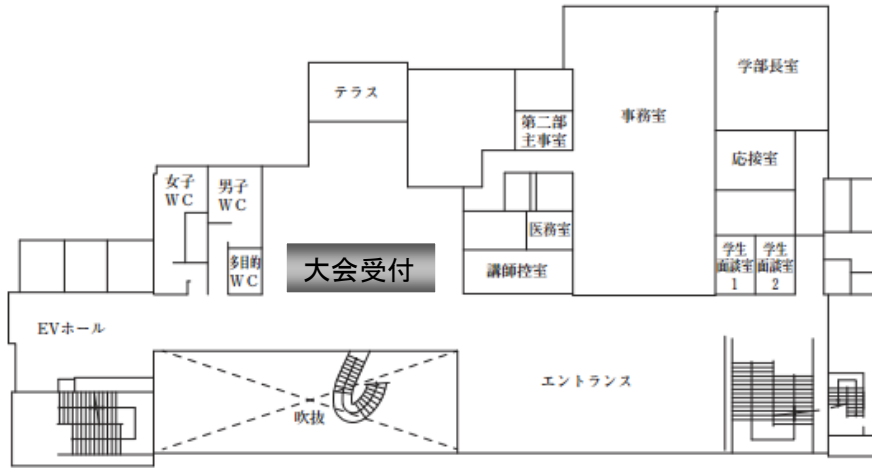 学部長室
テラス
事務室
第二部
主事室
応接室
女子
WC
男子
WC
医務室
学生
面談室
1
学生
面談室
2
多目的
WC
大会受付
講師控室
EVホール
エントランス
吹抜